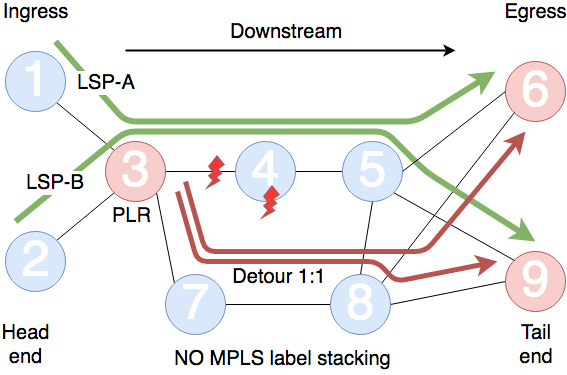 Ingress
Egress
Downstream
1
LSP-A
6
3
4
5
LSP-B
PLR
2
Detour 1:1
9
7
8
Head
end
NO MPLS label stacking
Tail
end